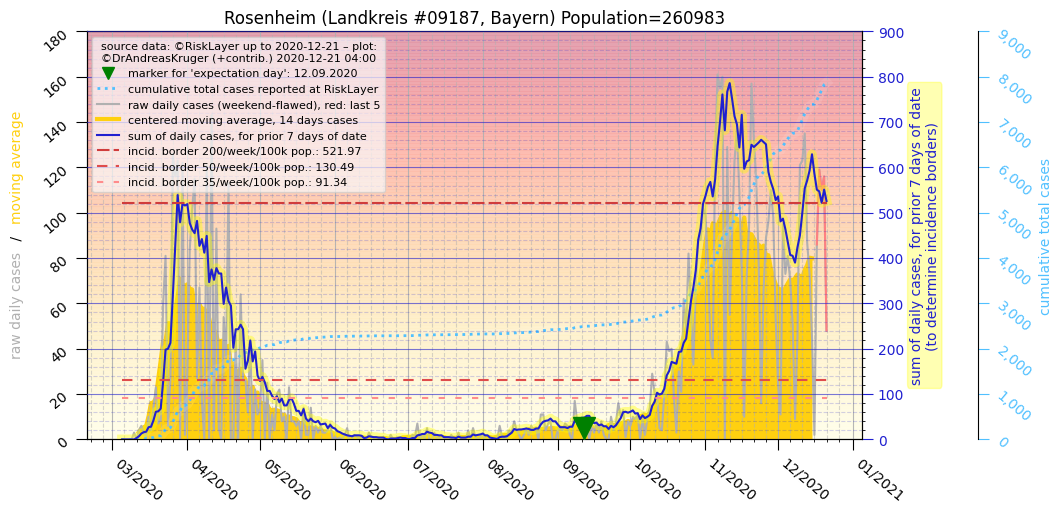 Rosenheim (Landkreis #09187, Bayern) Population=260983
source data: ©RiskLayer up to 2020-12-21 – plot:
©DrAndreasKruger (+contrib.) 2020-12-21 04:00
marker for 'expectation day': 12.09.2020
cumulative total cases reported at RiskLayer
raw daily cases (weekend-flawed), red: last 5
centered moving average, 14 days cases
sum of daily cases, for prior 7 days of date
incid. border 200/week/100k pop.: 521.97
incid. border 50/week/100k pop.: 130.49
incid. border 35/week/100k pop.: 91.34
raw daily cases / moving average
180
160
140
120
100
80
60
40
20
0
03/2020
04/2020
05/2020
06/2020
07/2020
08/2020
09/2020
10/2020
11/2020
12/2020
01/2021
900
800
700
600
500
400
300
200
100
0
sum of daily cases, for prior 7 days of date
(to determine incidence borders)
9,000
8,000
7,000
6,000
5,000
4,000
3,000
2,000
1,000
0
cumulative total cases